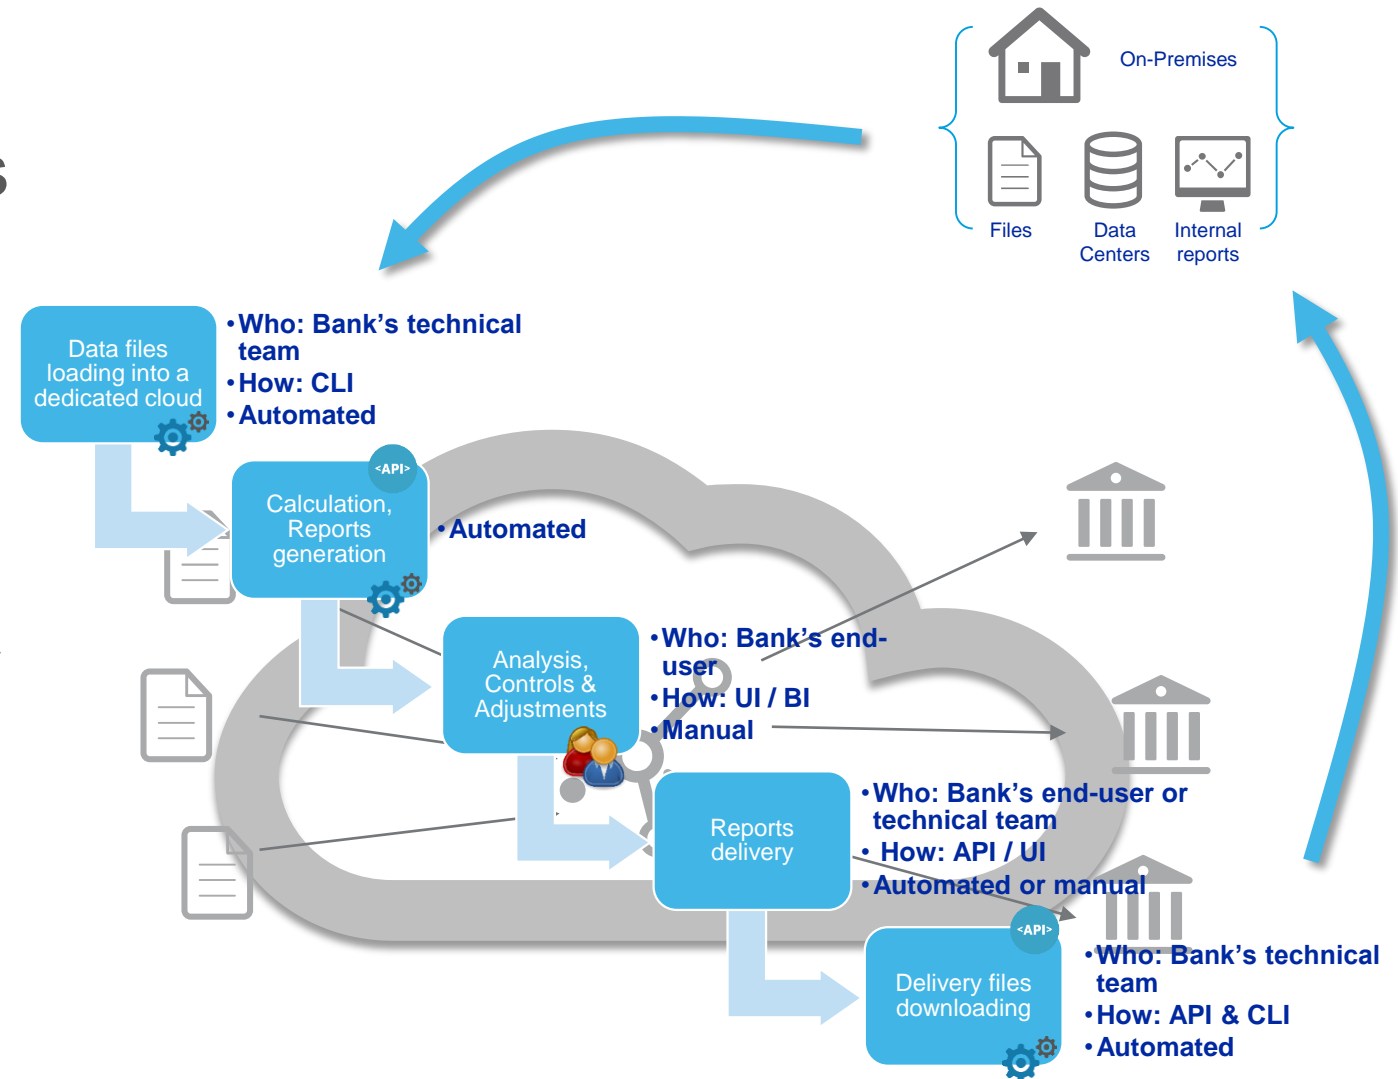 On-Premises
s
Files
Data
Centers
Internal
reports
Data files
loading into a
dedicated cloud
•Who: Bank’s technical
team
•How: CLI
•Automated
<API>
Calculation,
Reports
generation
•Automated
Analysis,
Controls &
Adjustments
•Who: Bank’s end-
user
•How: UI / BI
•Manual
Reports
delivery
•Who: Bank’s end-user or
technical team
• How: API / UI
•Automated or manual
<API>
Delivery files
downloading
•Who: Bank’s technical
team
•How: API & CLI
•Automated